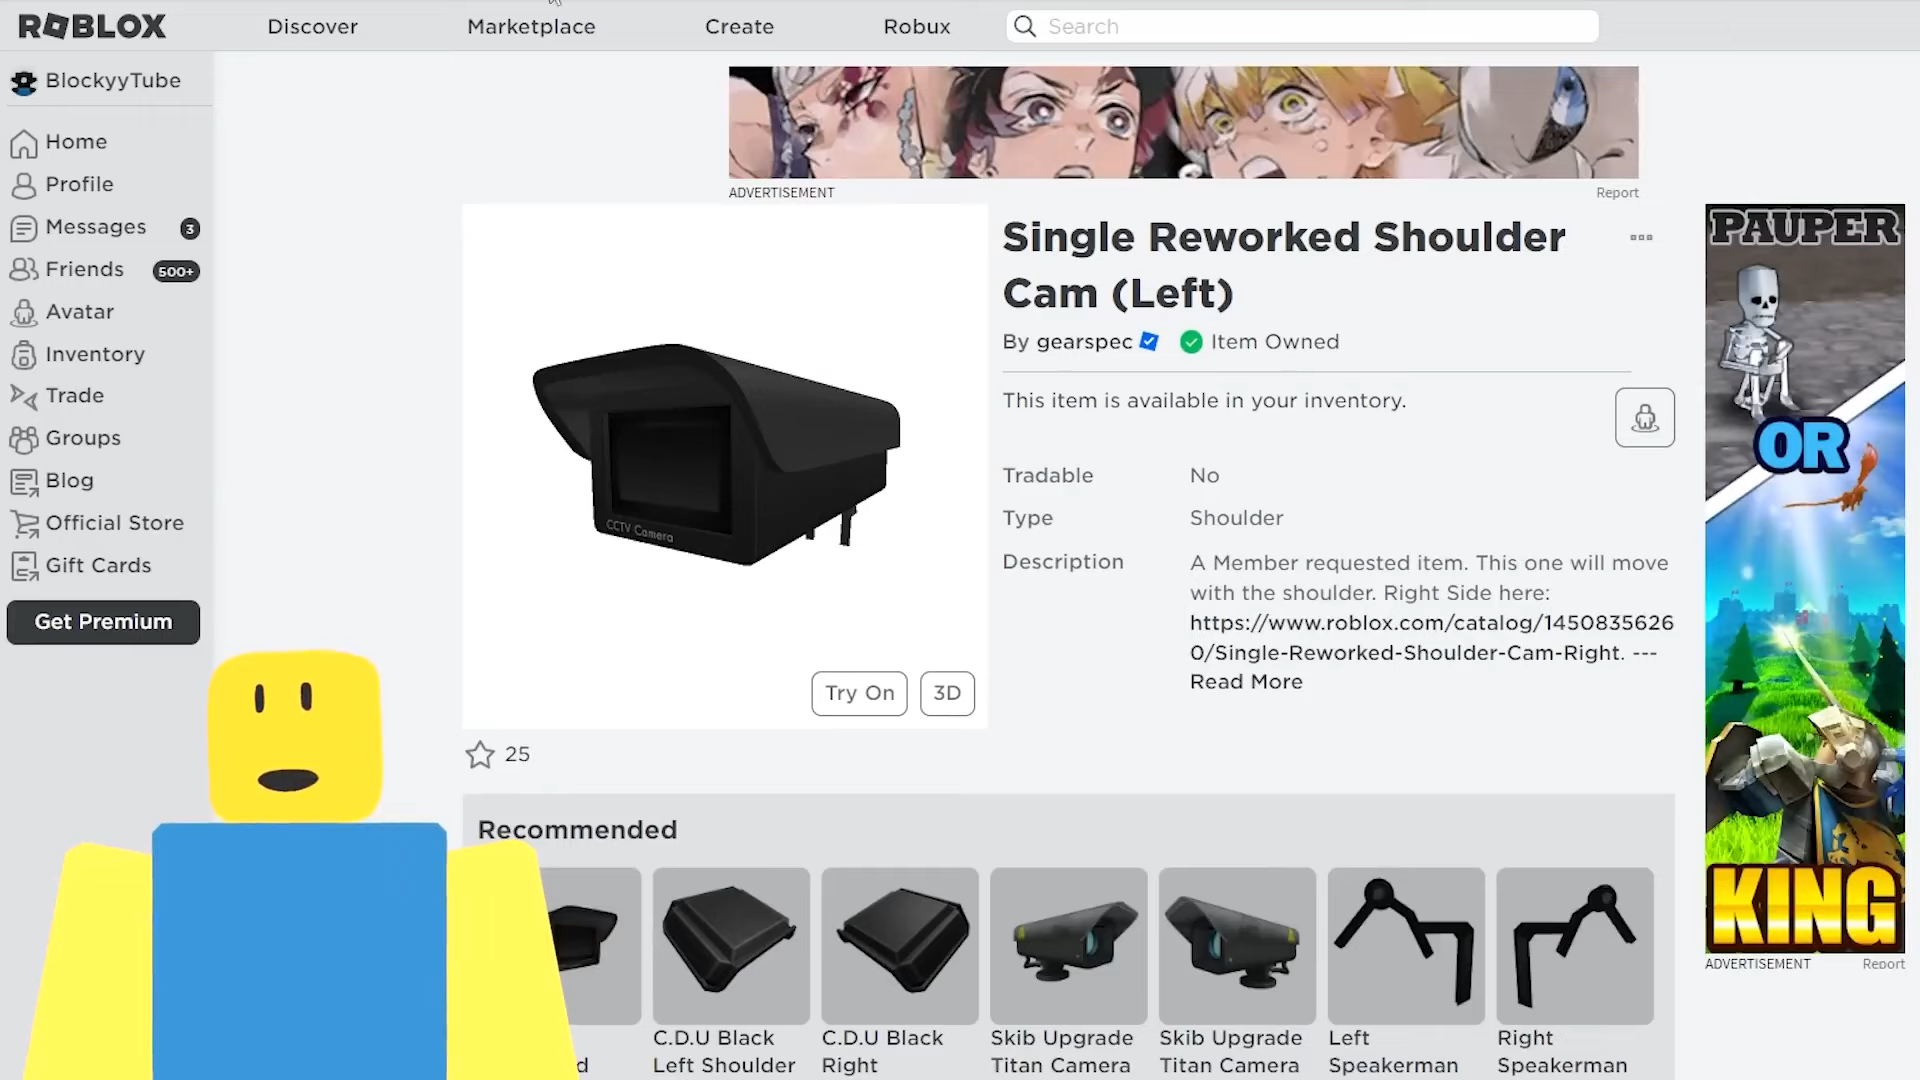 ROBLOX
Discover
Marketplace
Create
Robux
Search
BlockyyTube
Home
Profile
Messages 3
Friends 500+
Avatar
Inventory
Trade
Groups
Blog
Official Store
Gift Cards
Get Premium
ADVERTISEMENT
Report
Single Reworked Shoulder
Cam (Left)
By gearspec
Item Owned
This item is available in your inventory.
Tradable No
Type Shoulder
Description A Member requested item. This one will move
with the shoulder. Right Side here:
https://www.roblox.com/catalog/1450835626
0/Single-Reworked-Shoulder-Cam-Right. ---
Read More
CCTV Camera
Try On
3D
25
Recommended
d
C.D.U Black
Left Shoulder
C.D.U Black
Right
Skib Upgrade
Titan Camera
Skib Upgrade
Titan Camera
Left
Speakerman
Right
Speakerman
PAUPER
OR
KING
ADVERTISEMENT
Report